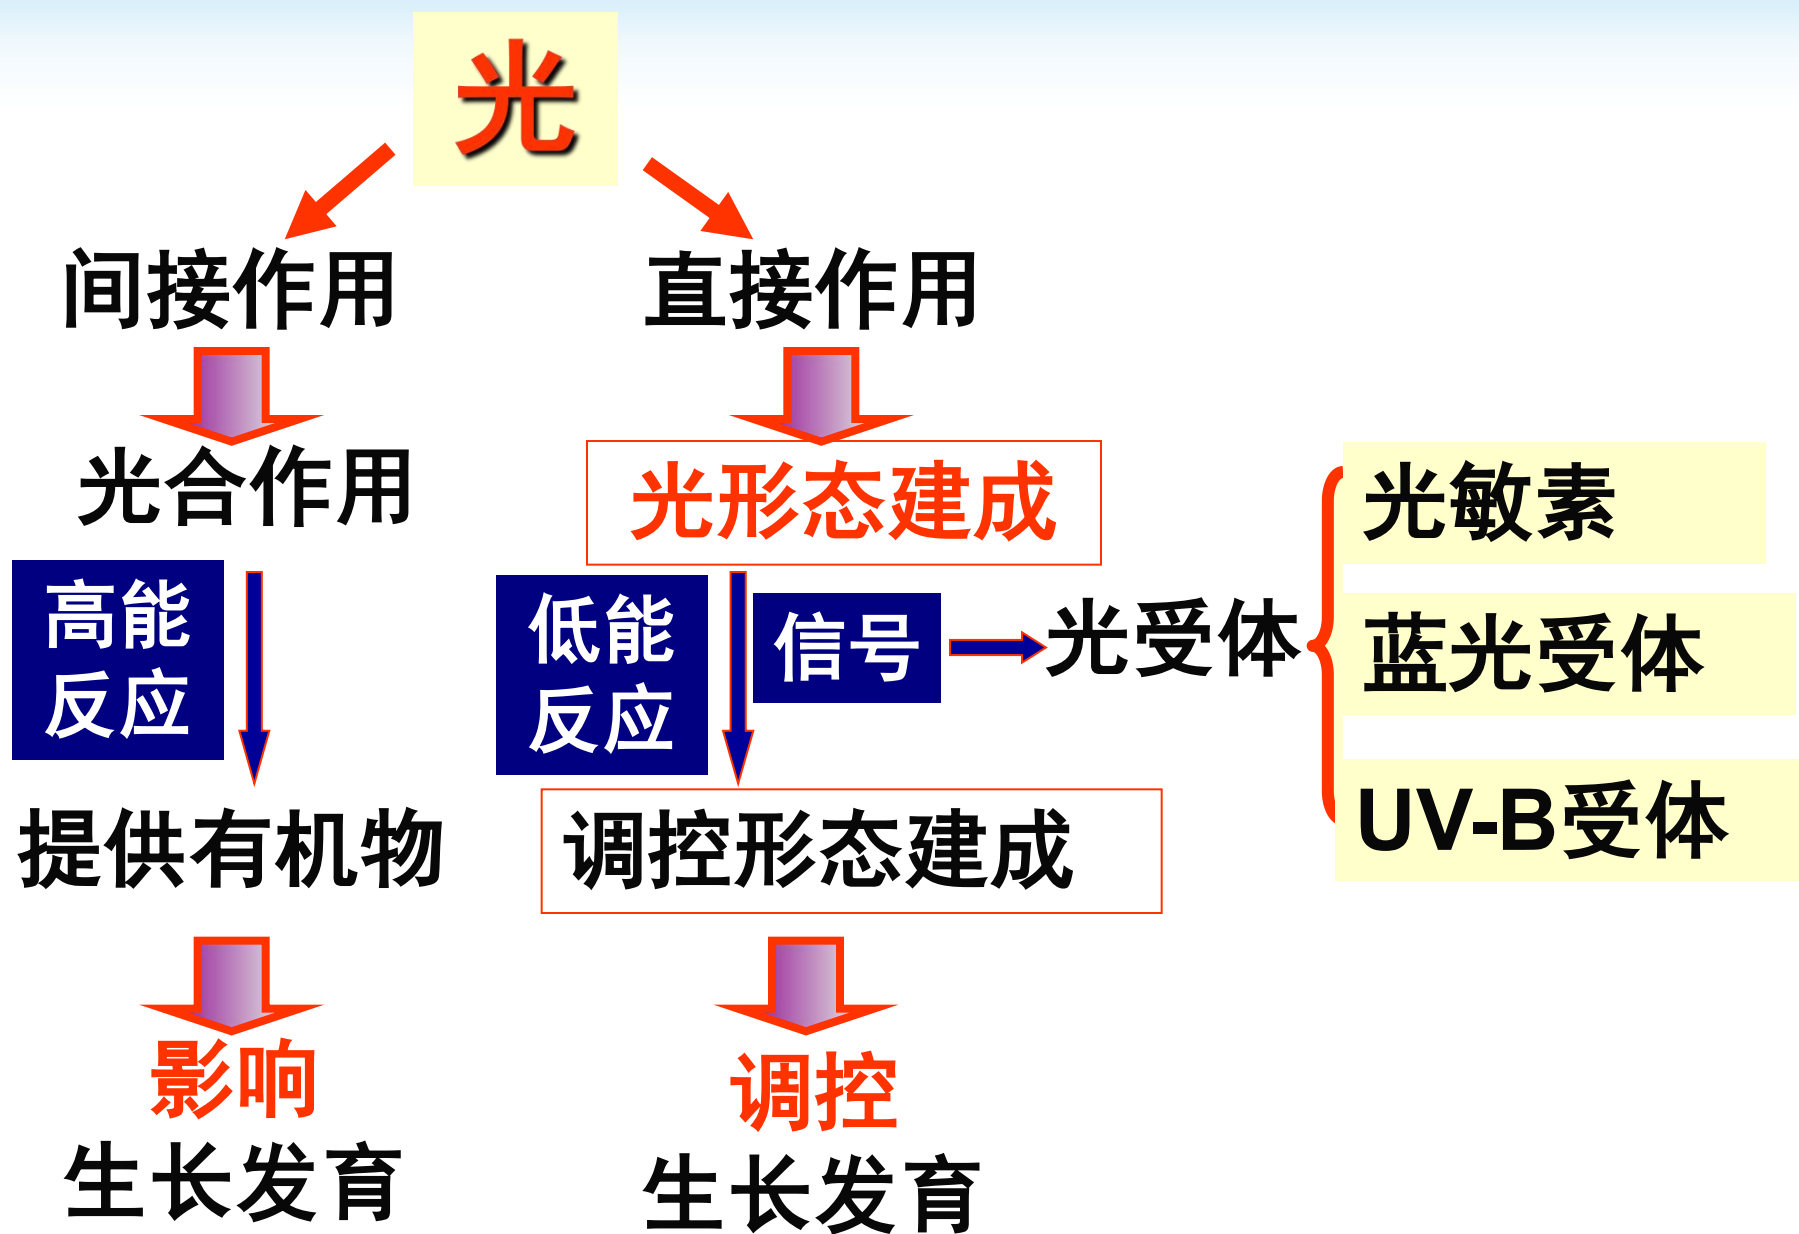 光
间接作用
直接作用
光合作用
光形态建成
高能
反应
低能
反应
信号
光受体
光敏素
蓝光受体
UV-B受体
提供有机物
调控形态建成
影响
生长发育
调控
生长发育